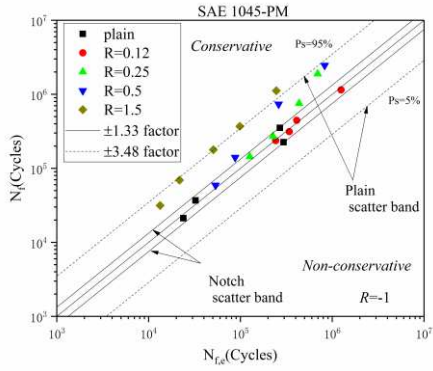 SAE 1045-PM
10^7
10^6
10^5
10^4
10^3
N_f(Cycles)
plain
R=0.12
R=0.25
R=0.5
R=1.5
±1.33 factor
±3.48 factor
Conservative
Ps=95%
Ps=5%
Plain
scatter band
Notch
scatter band
Non-conservative
R=-1
10^3
10^4
10^5
10^6
10^7
N_f,e(Cycles)